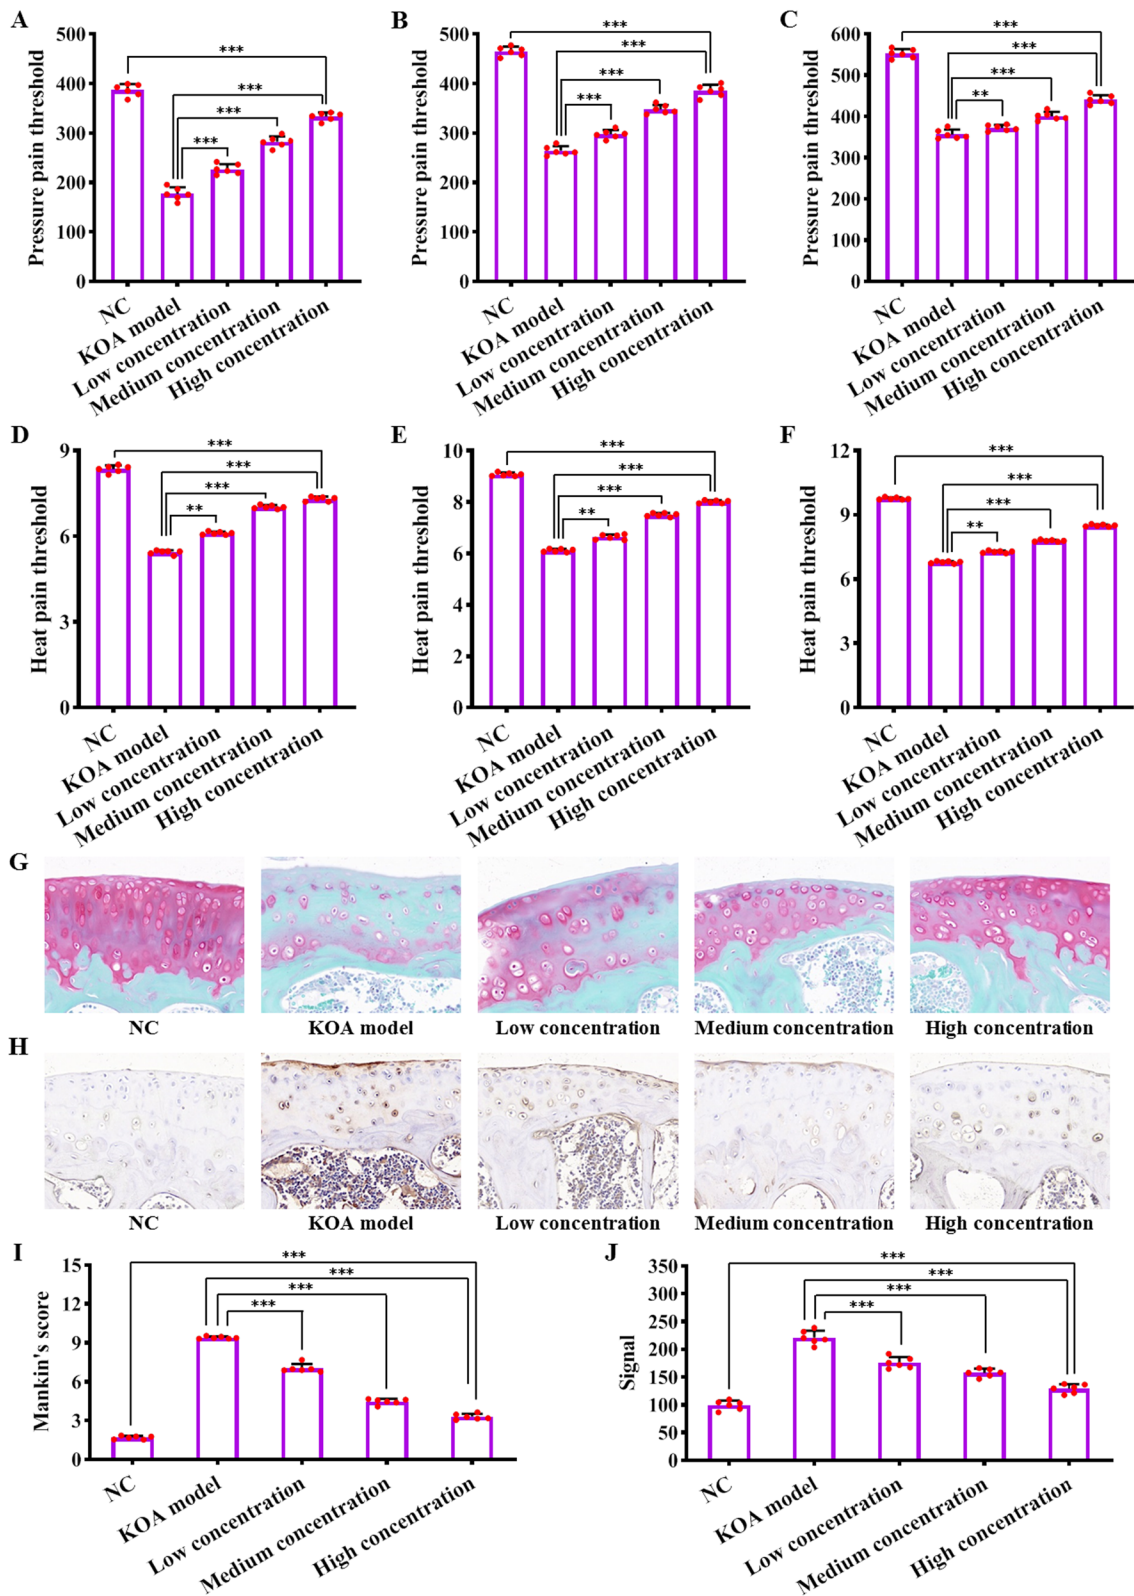 A
Pressure pain threshold
500
400
300
200
100
0
***
***
***
***
NC
KOA model
Low concentration
Medium concentration
High concentration
B
Pressure pain threshold
500
400
300
200
100
0
***
***
***
***
NC
KOA model
Low concentration
Medium concentration
High concentration
C
Pressure pain threshold
600
500
400
300
200
100
0
***
***
***
**
NC
KOA model
Low concentration
Medium concentration
High concentration
D
Heat pain threshold
9
6
3
0
***
***
***
**
NC
KOA model
Low concentration
Medium concentration
High concentration
E
Heat pain threshold
10
8
6
4
2
0
***
***
***
**
NC
KOA model
Low concentration
Medium concentration
High concentration
F
Heat pain threshold
12
9
6
3
0
***
***
***
**
NC
KOA model
Low concentration
Medium concentration
High concentration
G
NC
KOA model
Low concentration
Medium concentration
High concentration
H
NC
KOA model
Low concentration
Medium concentration
High concentration
I
Mankin's score
15
12
9
6
3
0
***
***
***
***
NC
KOA model
Low concentration
Medium concentration
High concentration
J
Signal
350
300
250
200
150
100
50
0
***
***
***
***
NC
KOA model
Low concentration
Medium concentration
High concentration